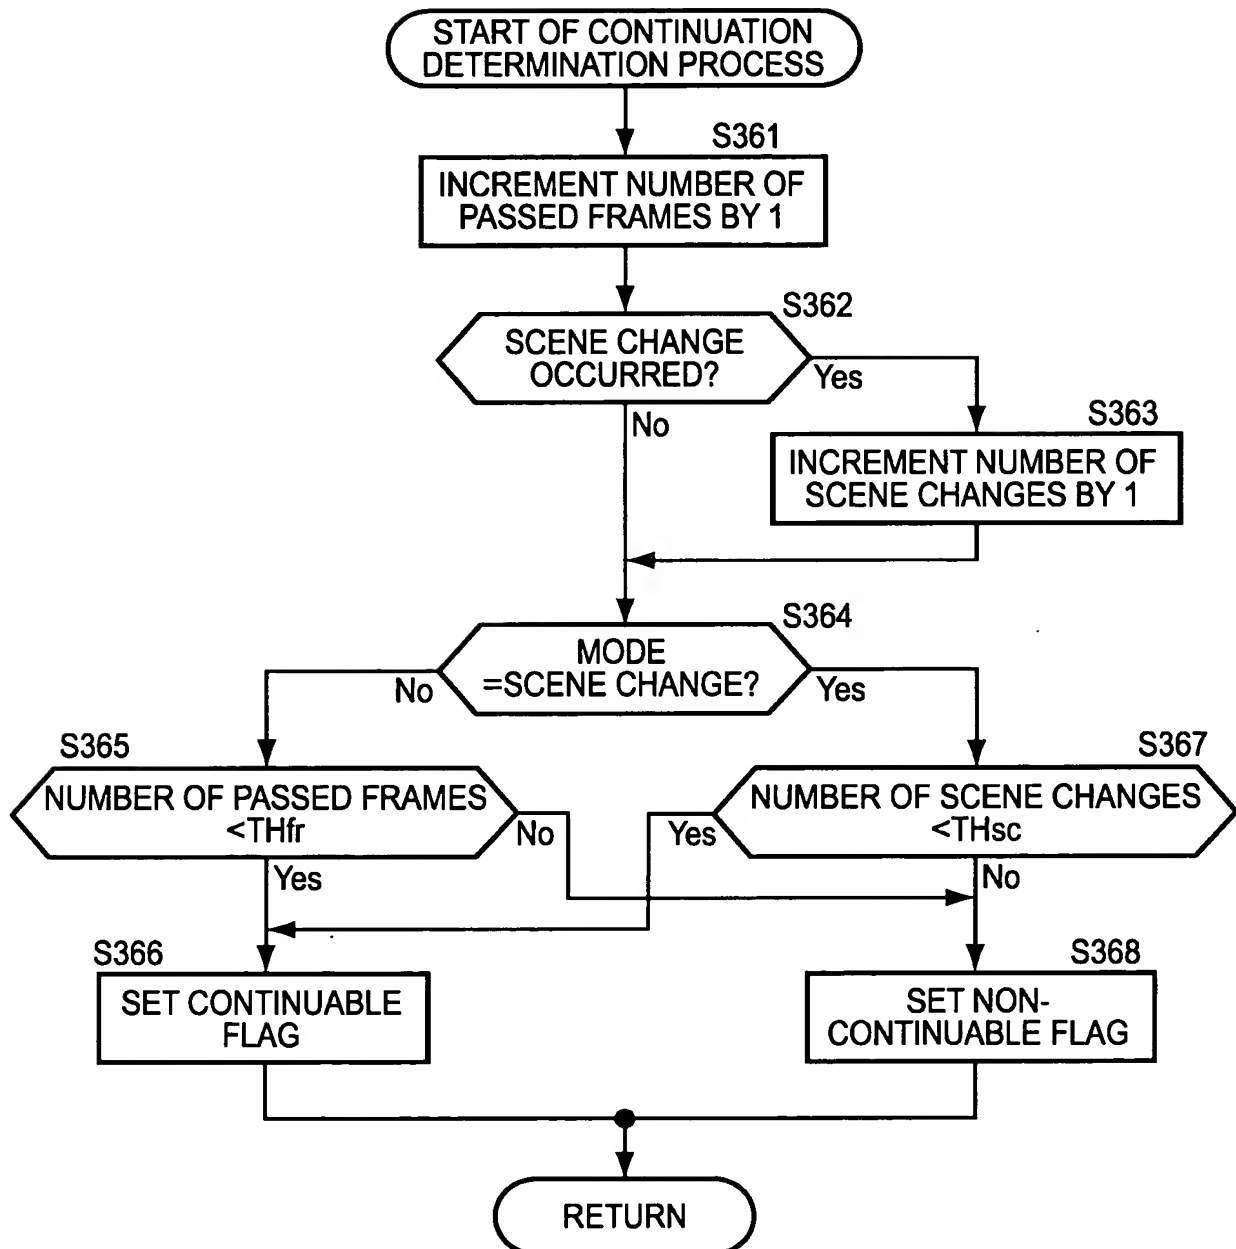 START OF CONTINUATION
DETERMINATION PROCESS
S361
INCREMENT NUMBER OF
PASSED FRAMES BY 1
S362
SCENE CHANGE
OCCURRED?
Yes
No
S363
INCREMENT NUMBER OF
SCENE CHANGES BY 1
S364
MODE
=SCENE CHANGE?
No
Yes
S365
NUMBER OF PASSED FRAMES
<THfr
No
Yes
S367
NUMBER OF SCENE CHANGES
<THsc
Yes
No
S366
SET CONTINUABLE
FLAG
S368
SET NON-
CONTINUABLE FLAG
RETURN